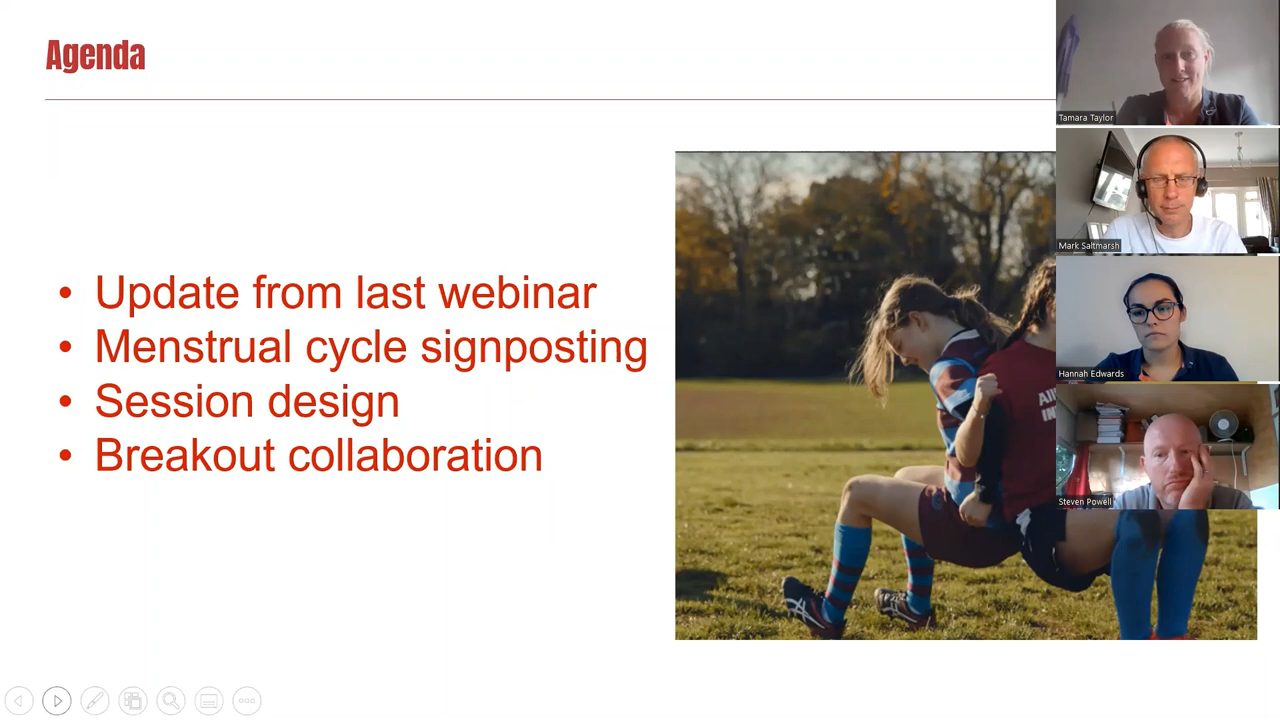 Agenda
• Update from last webinar
• Menstrual cycle signposting
• Session design
• Breakout collaboration
Tamara Taylor
Mark Saltmarsh
Hannah Edwards
Steven Powell